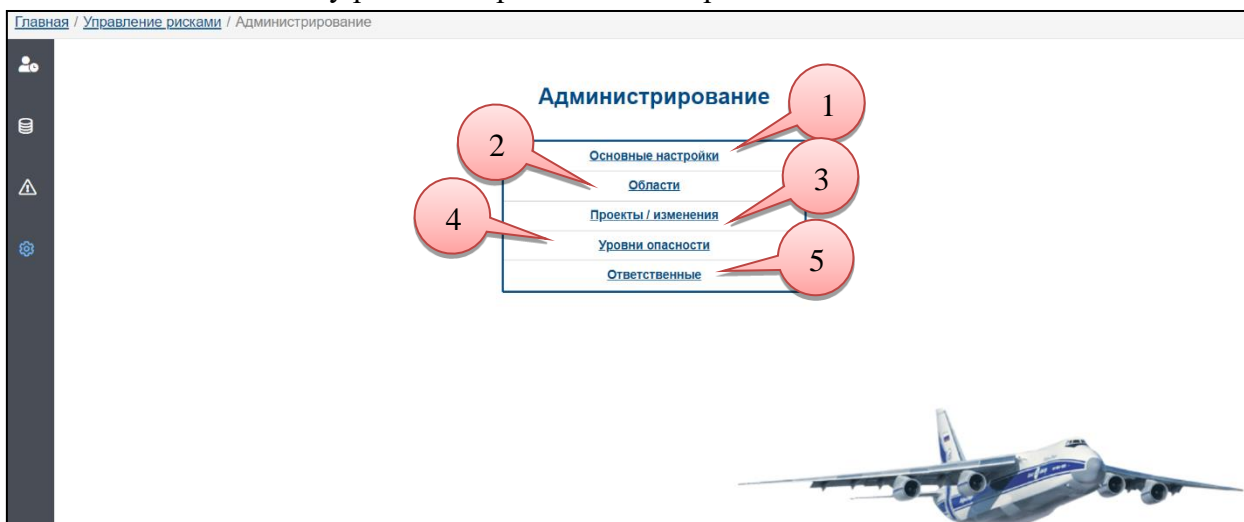 Главная / Управление рисками / Администрирование
Администрирование
1
2
Основные настройки
Области
3
Проекты / изменения
4
Уровни опасности
5
Ответственные